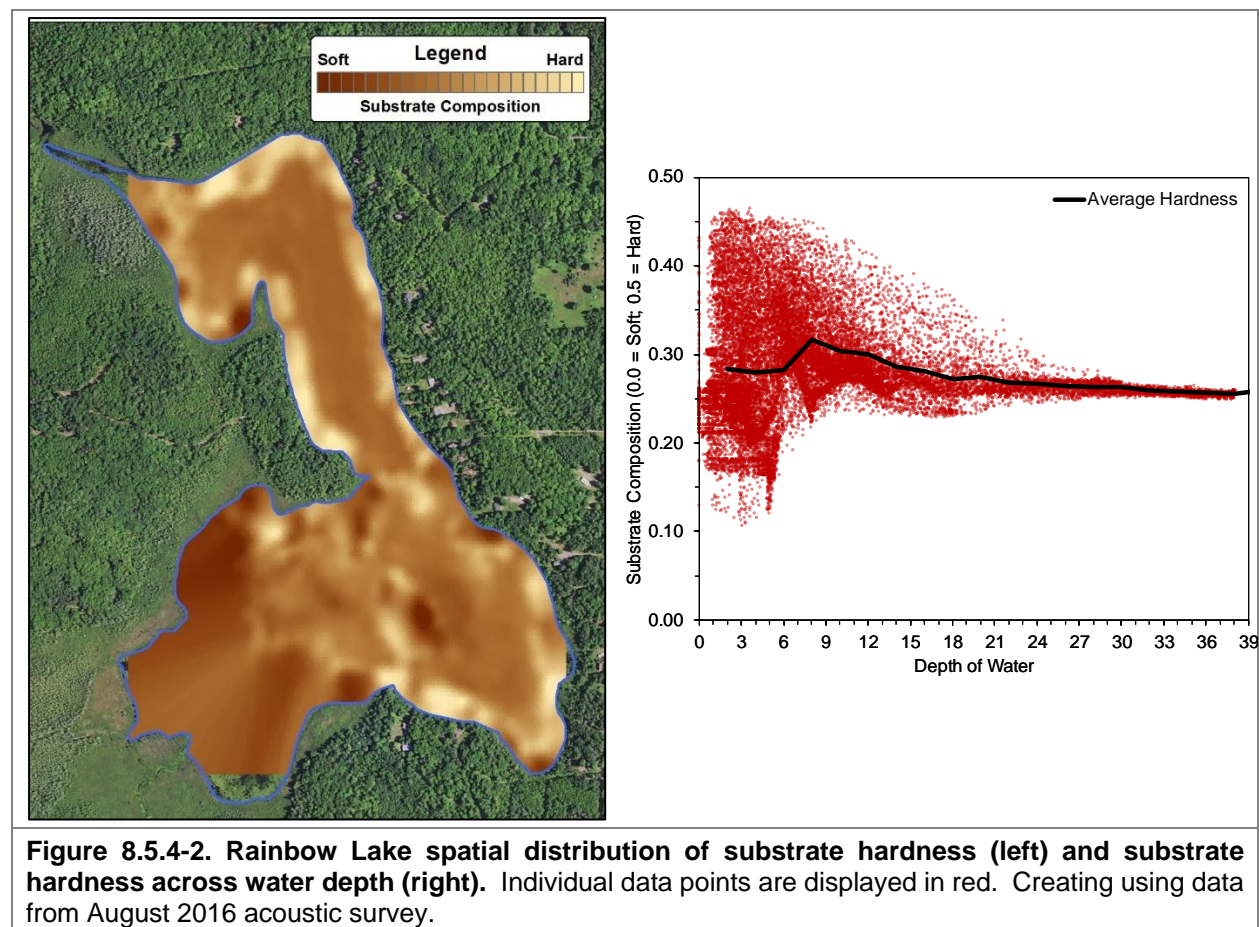 Legend
Soft Hard
Substrate Composition
Substrate Composition (0.0 = Soft; 0.5 = Hard)
0.50
0.40
0.30
0.20
0.10
0.00
Average Hardness
0 3 6 9 12 15 18 21 24 27 30 33 36 39
Depth of Water
Figure 8.5.4-2. Rainbow Lake spatial distribution of substrate hardness (left) and substrate
hardness across water depth (right). Individual data points are displayed in red. Creating using data
from August 2016 acoustic survey.